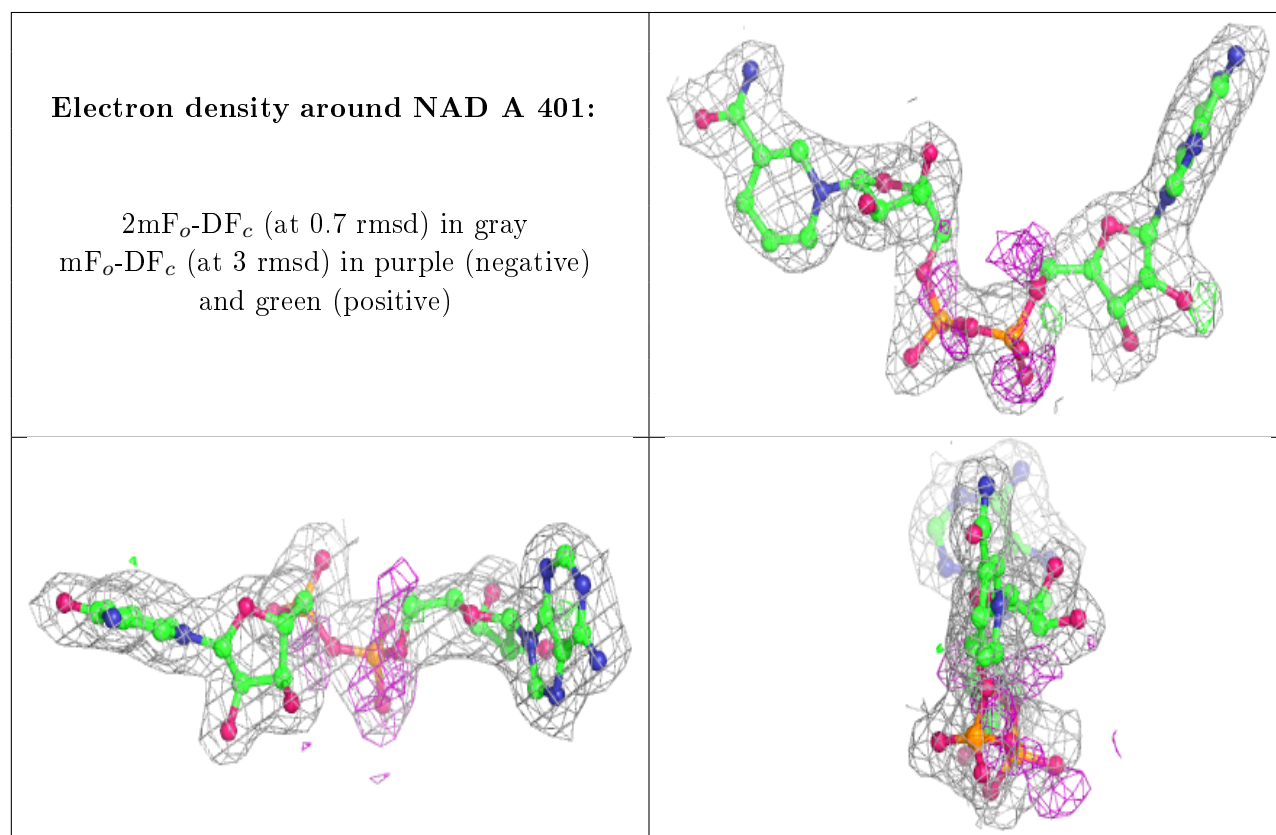 Electron density around NAD A 401:
2mFo-DFc (at 0.7 rmsd) in gray
mFo-DFc (at 3 rmsd) in purple (negative)
and green (positive)